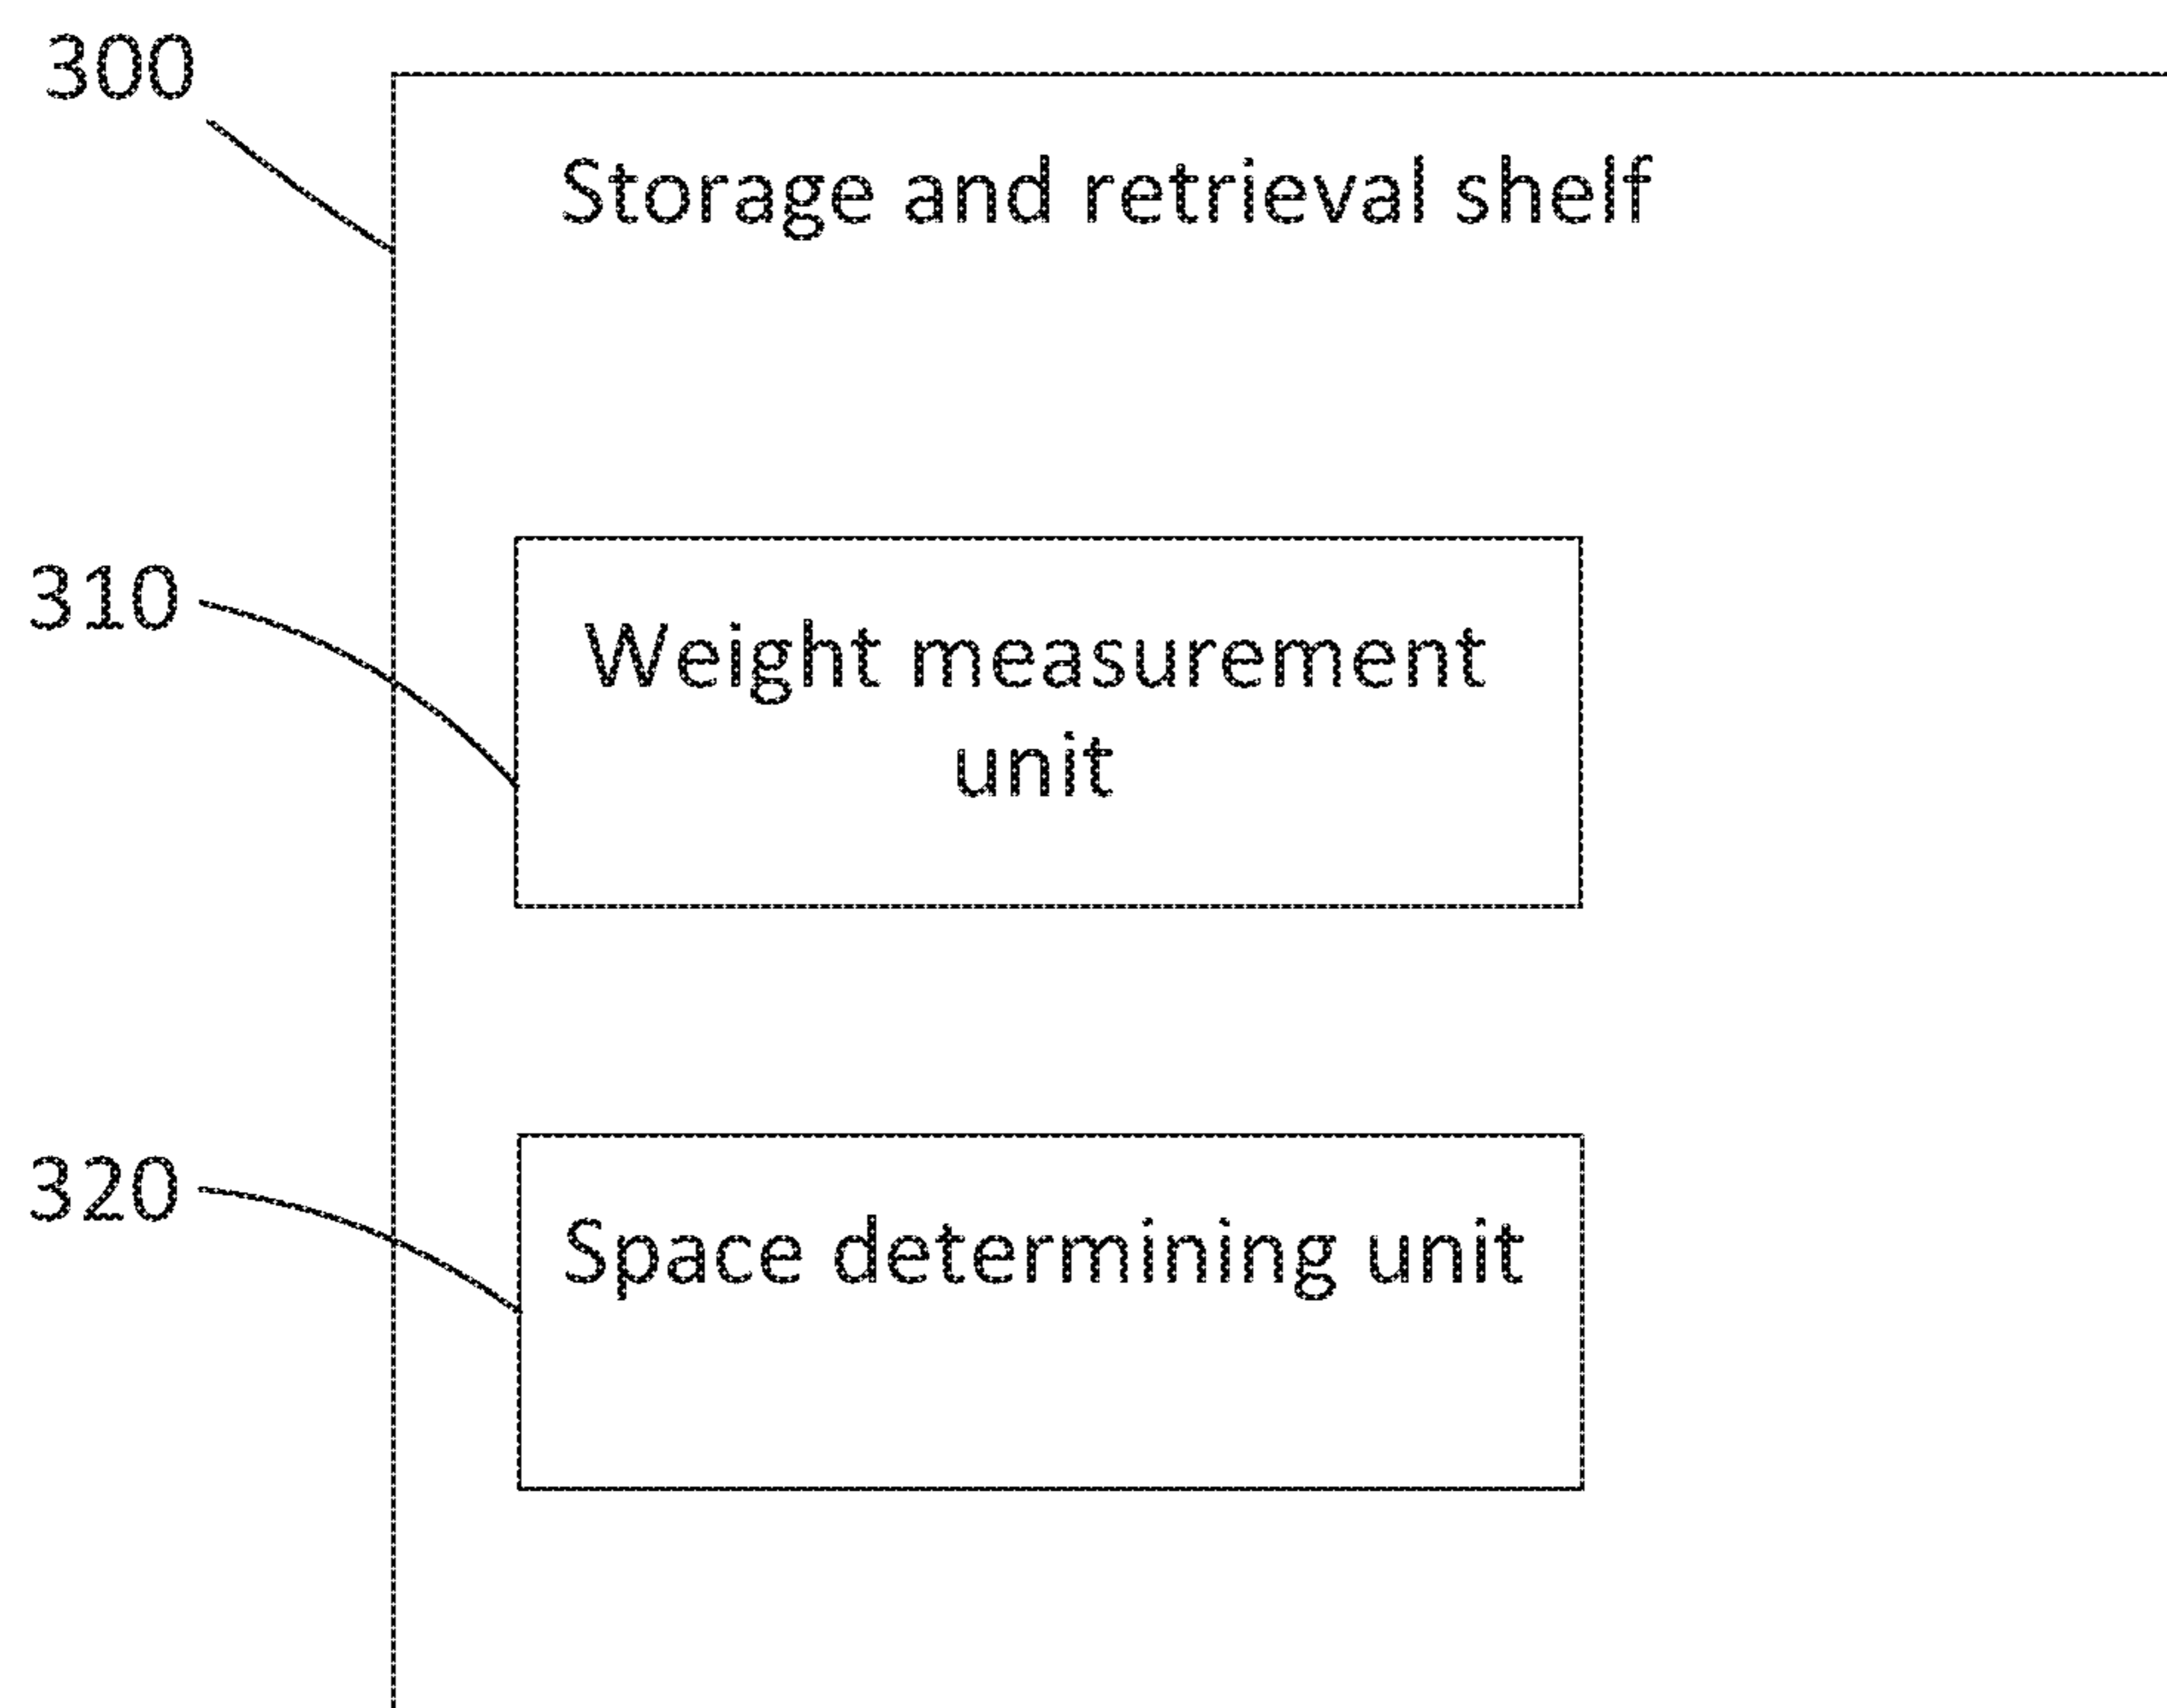 300
Storage and retrieval shelf
310
Weight measurement
unit
320
Space determining unit